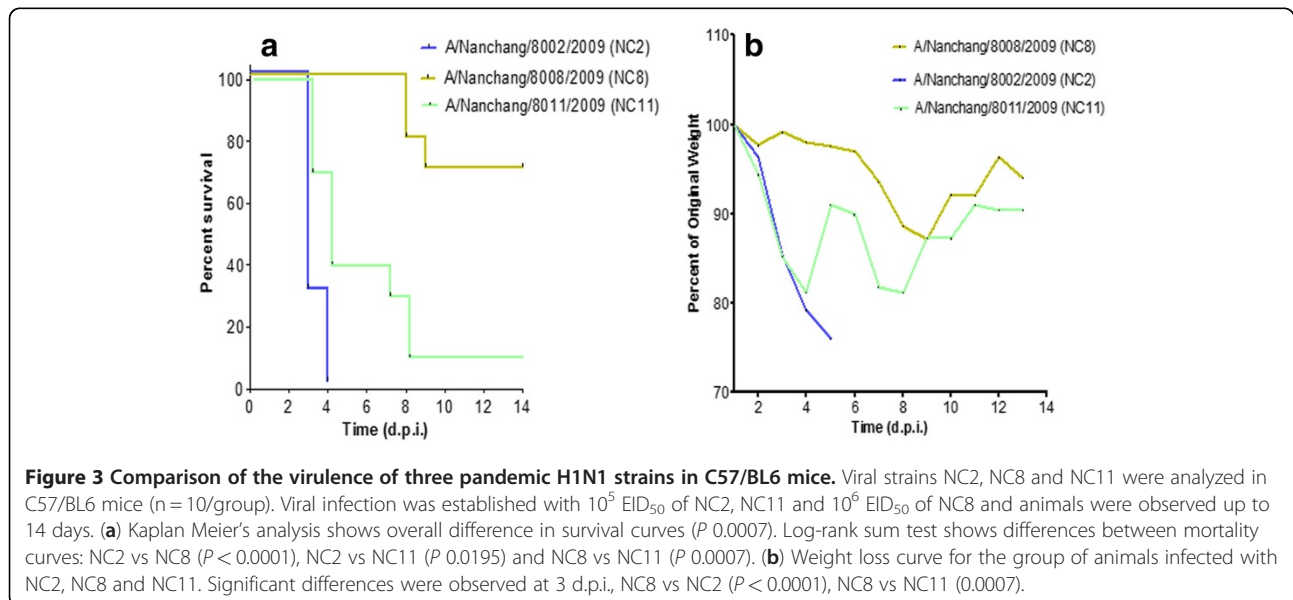 a
A/Nanchang/8002/2009 (NC2)
A/Nanchang/8008/2009 (NC8)
A/Nanchang/8011/2009 (NC11)
Percent survival
100
80
60
40
20
0
0 2 4 6 8 10 12 14
Time (d.p.i.)
b
A/Nanchang/8008/2009 (NC8)
A/Nanchang/8002/2009 (NC2)
A/Nanchang/8011/2009 (NC11)
Percent of Original Weight
110
100
90
80
70
2 4 6 8 10 12 14
Time (d.p.i.)
Figure 3 Comparison of the virulence of three pandemic H1N1 strains in C57/BL6 mice. Viral strains NC2, NC8 and NC11 were analyzed in
C57/BL6 mice (n = 10/group). Viral infection was established with 10⁵ EID₅₀ of NC2, NC11 and 10⁶ EID₅₀ of NC8 and animals were observed up to
14 days. (a) Kaplan Meier's analysis shows overall difference in survival curves (P 0.0007). Log-rank sum test shows differences between mortality
curves: NC2 vs NC8 (P < 0.0001), NC2 vs NC11 (P 0.0195) and NC8 vs NC11 (P 0.0007). (b) Weight loss curve for the group of animals infected with
NC2, NC8 and NC11. Significant differences were observed at 3 d.p.i., NC8 vs NC2 (P < 0.0001), NC8 vs NC11 (0.0007).